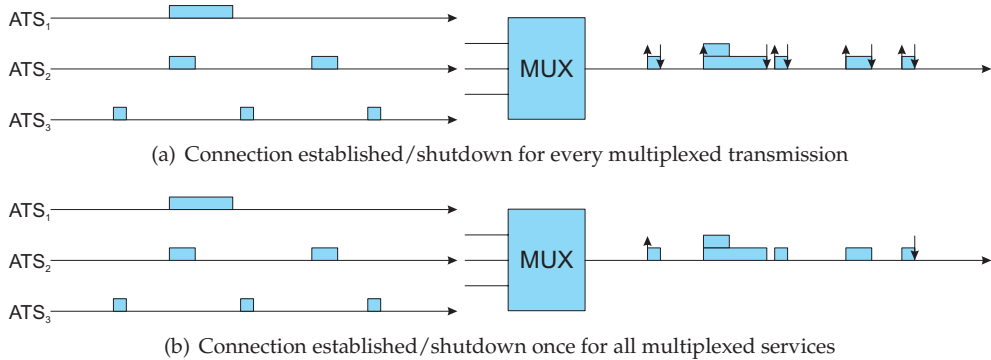 ATS₁
ATS₂
MUX
ATS₃
(a) Connection established/shutdown for every multiplexed transmission
ATS₁
ATS₂
MUX
ATS₃
(b) Connection established/shutdown once for all multiplexed services